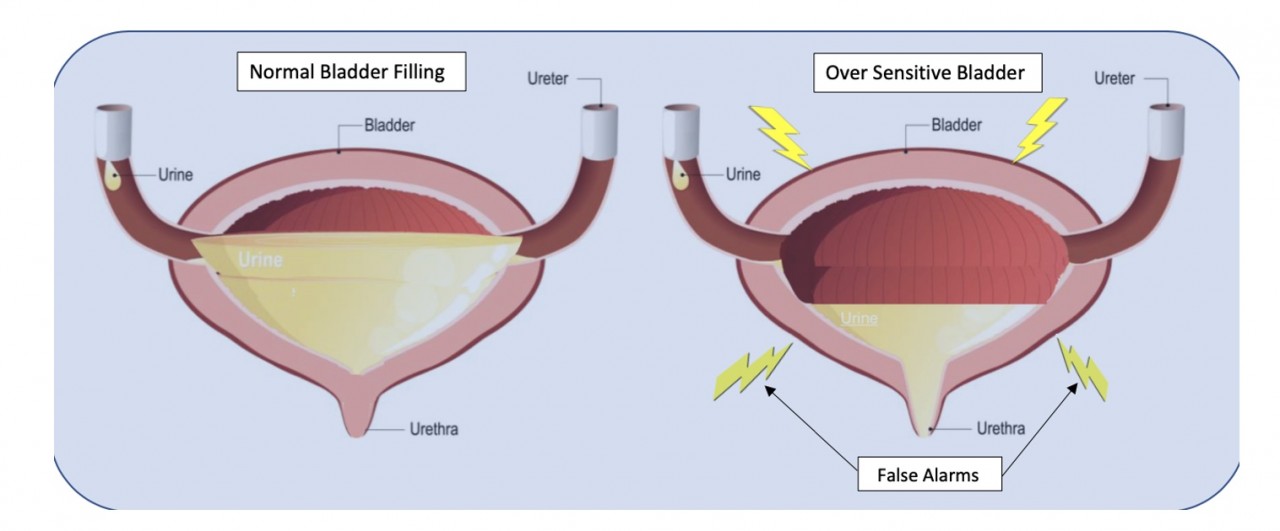 Normal Bladder Filling
Ureter
Bladder
Urine
Urine
Urethra
Over Sensitive Bladder
Ureter
Bladder
Urine
Urine
Urethra
False Alarms